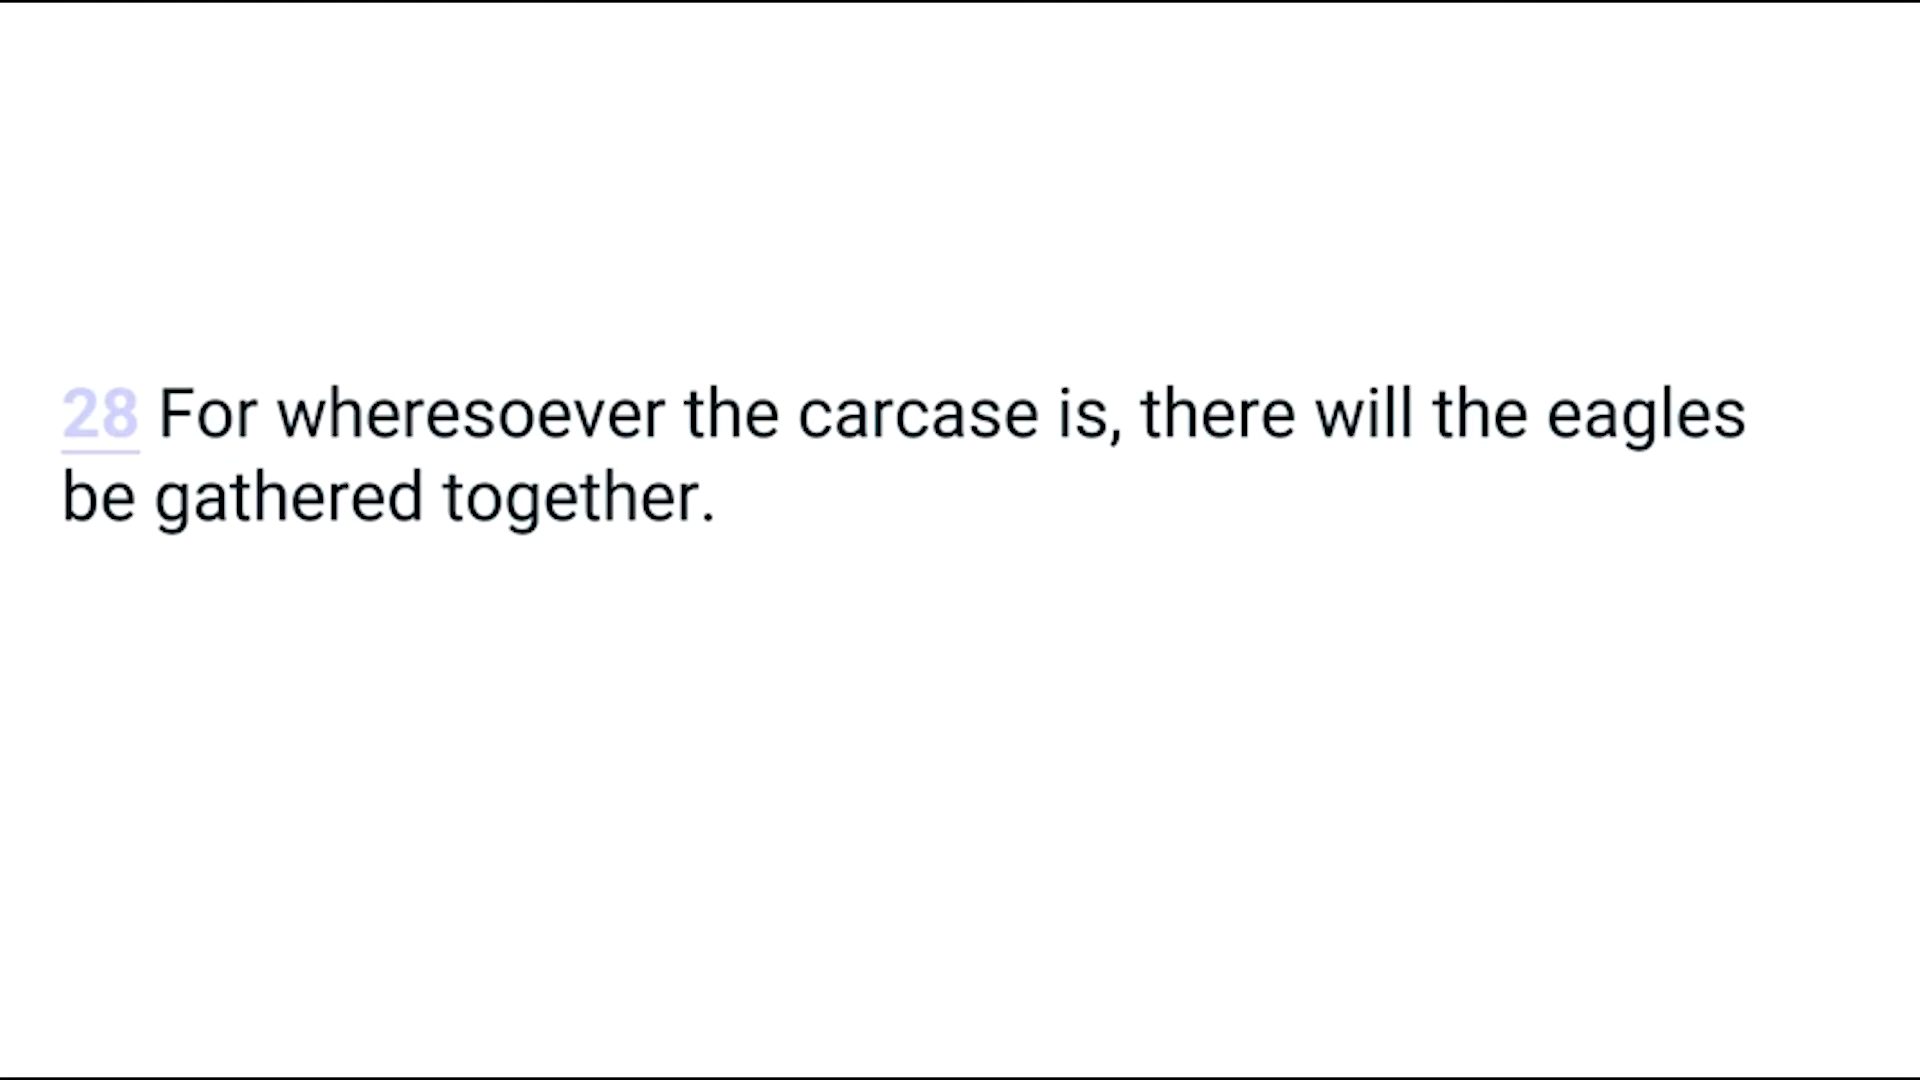 28 For wheresoever the carcase is, there will the eagles
be gathered together.